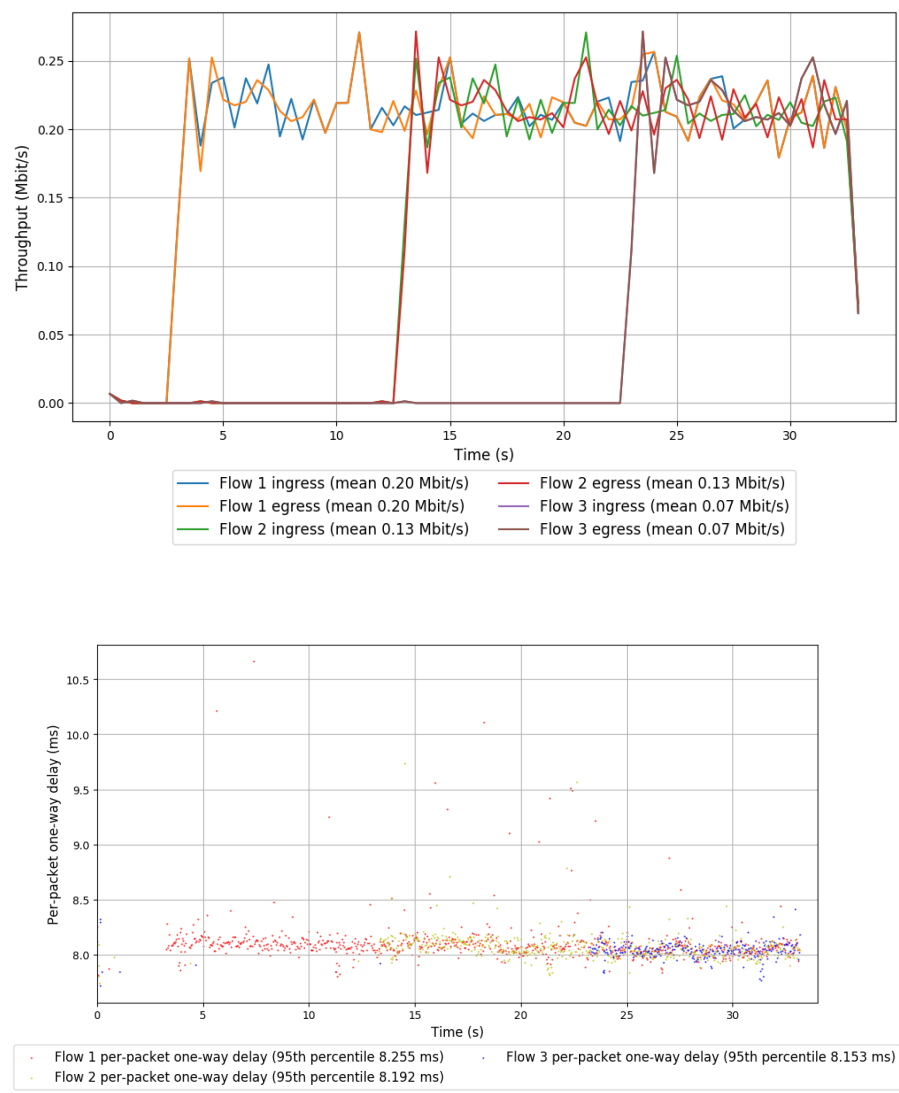 0.25
0.20
0.15
0.10
0.05
0.00
Throughput (Mbit/s)
0 5 10 15 20 25 30
Time (s)
Flow 1 ingress (mean 0.20 Mbit/s)
Flow 1 egress (mean 0.20 Mbit/s)
Flow 2 ingress (mean 0.13 Mbit/s)
Flow 2 egress (mean 0.13 Mbit/s)
Flow 3 ingress (mean 0.07 Mbit/s)
Flow 3 egress (mean 0.07 Mbit/s)
10.5
10.0
9.5
9.0
8.5
8.0
Per-packet one-way delay (ms)
0 5 10 15 20 25 30
Time (s)
Flow 1 per-packet one-way delay (95th percentile 8.255 ms)
Flow 2 per-packet one-way delay (95th percentile 8.192 ms)
Flow 3 per-packet one-way delay (95th percentile 8.153 ms)